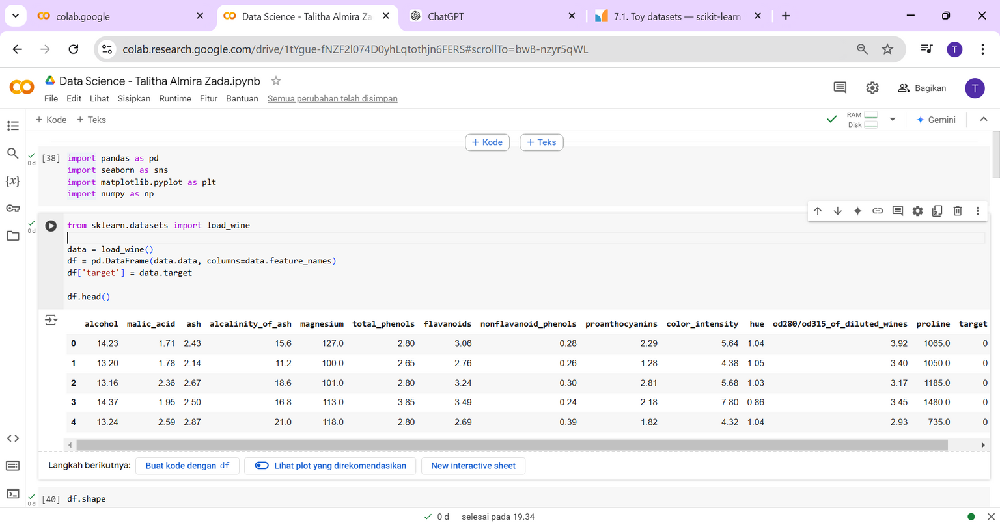 colab.google
Data Science - Talitha Almira Za
ChatGPT
7.1. Toy datasets — scikit-learn
colab.research.google.com/drive/1tYgue-fNZF2l074D0yhLqtothjn6FERS#scrollTo=bwB-nzyr5qWL
T
Data Science - Talitha Almira Zada.ipynb
File Edit Lihat Sisipkan Runtime Fitur Bantuan Semua perubahan telah disimpan
Bagikan
T
+ Kode + Teks
RAM
Disk
Gemini
+ Kode + Teks
[38] import pandas as pd
0 d
import seaborn as sns
import matplotlib.pyplot as plt
import numpy as np
from sklearn.datasets import load_wine
0 d
data = load_wine()
df = pd.DataFrame(data.data, columns=data.feature_names)
df['target'] = data.target
df.head()
alcohol malic_acid ash alcalinity_of_ash magnesium total_phenols flavanoids nonflavanoid_phenols proanthocyanins color_intensity hue od280/od315_of_diluted_wines proline target
0 14.23 1.71 2.43 15.6 127.0 2.80 3.06 0.28 2.29 5.64 1.04 3.92 1065.0 0
1 13.20 1.78 2.14 11.2 100.0 2.65 2.76 0.26 1.28 4.38 1.05 3.40 1050.0 0
2 13.16 2.36 2.67 18.6 101.0 2.80 3.24 0.30 2.81 5.68 1.03 3.17 1185.0 0
3 14.37 1.95 2.50 16.8 113.0 3.85 3.49 0.24 2.18 7.80 0.86 3.45 1480.0 0
4 13.24 2.59 2.87 21.0 118.0 2.80 2.69 0.39 1.82 4.32 1.04 2.93 735.0 0
Langkah berikutnya: Buat kode dengan df Lihat plot yang direkomendasikan New interactive sheet
[40] df.shape
0 d
0 d selesai pada 19.34